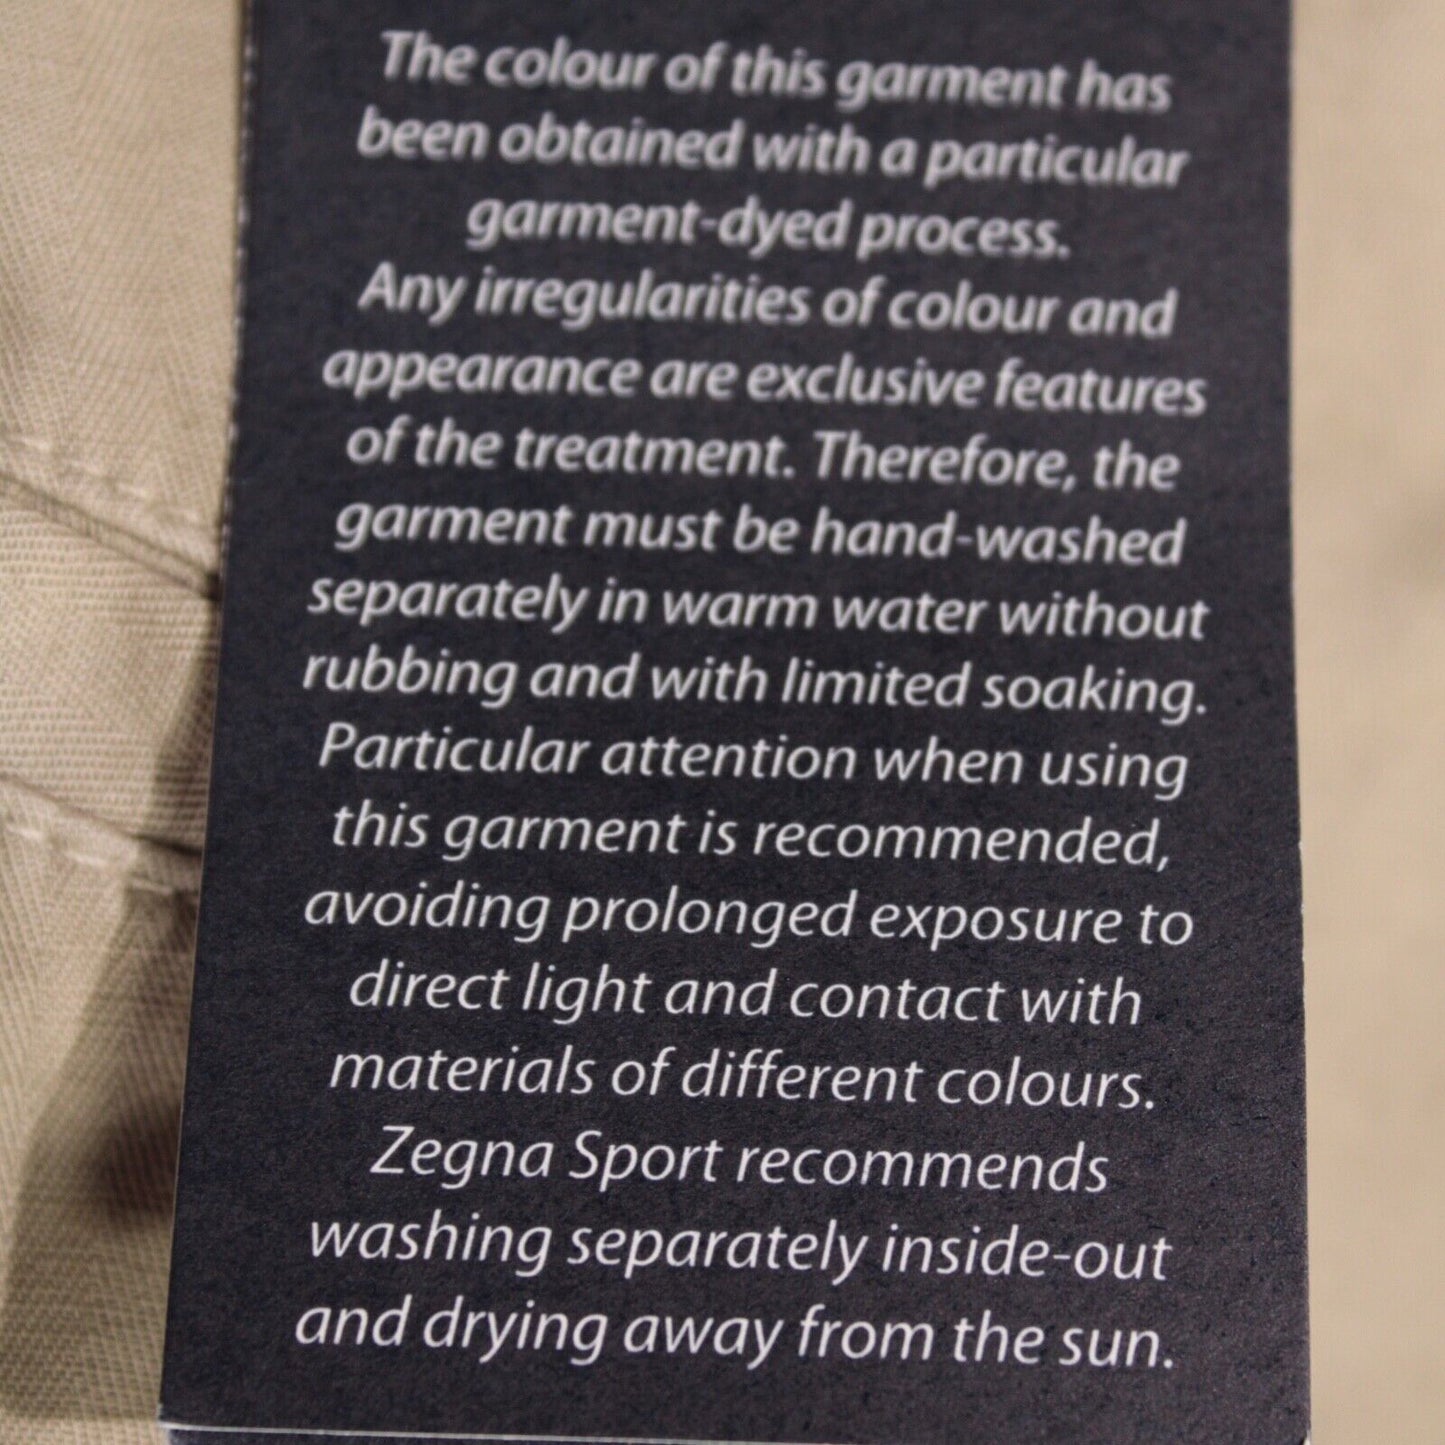 The colour of this garment has
been obtained with a particular
garment-dyed process.
Any irregularities of colour and
appearance are exclusive features
of the treatment. Therefore, the
garment must be hand-washed
separately in warm water without
rubbing and with limited soaking.
Particular attention when using
this garment is recommended,
avoiding prolonged exposure to
direct light and contact with
materials of different colours.
Zegna Sport recommends
washing separately inside-out
and drying away from the sun.